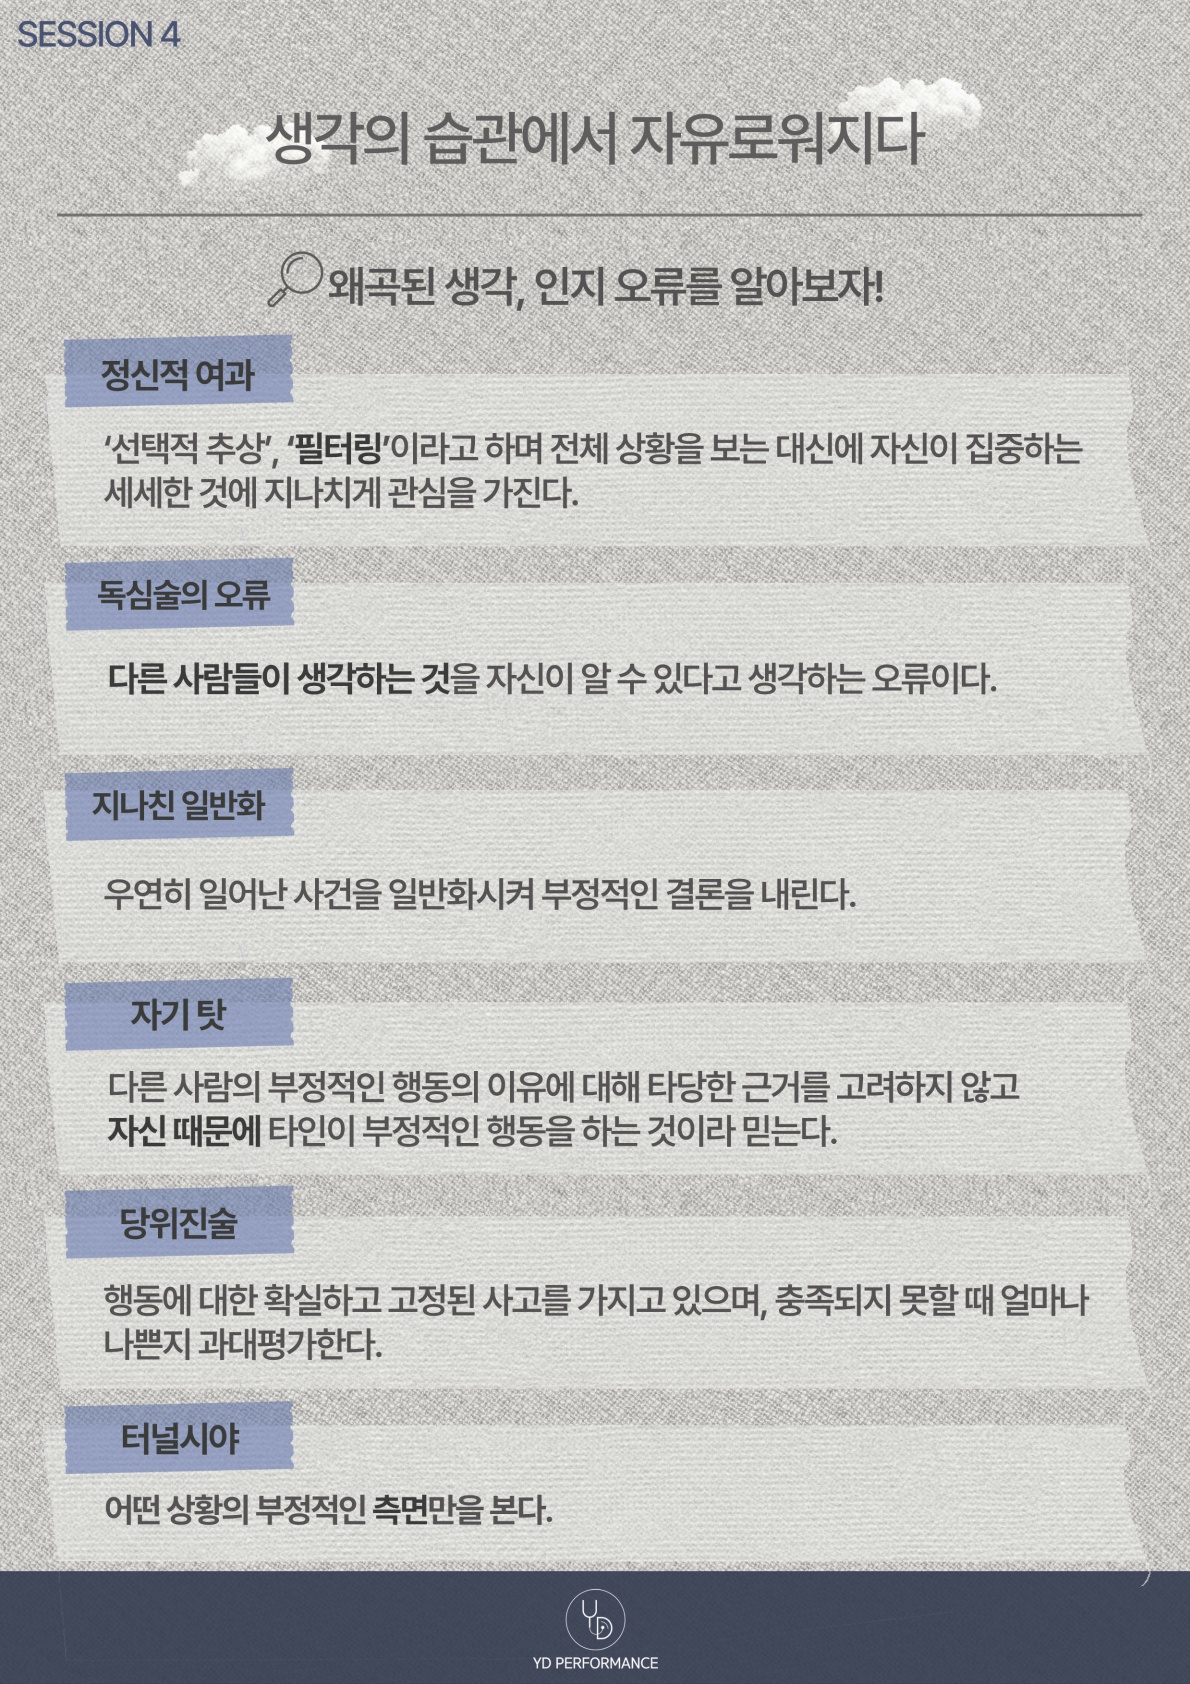 SESSION 4
생각의 습관에서 자유로워지다
왜곡된 생각, 인지 오류를 알아보자!
정신적 여과
‘선택적 추상’, ‘필터링’이라고 하며 전체 상황을 보는 대신에 자신이 집중하는
세세한 것에 지나치게 관심을 가진다.
독심술의 오류
다른 사람들이 생각하는 것을 자신이 알 수 있다고 생각하는 오류이다.
지나친 일반화
우연히 일어난 사건을 일반화시켜 부정적인 결론을 내린다.
자기 탓
다른 사람의 부정적인 행동의 이유에 대해 타당한 근거를 고려하지 않고
자신 때문에 타인이 부정적인 행동을 하는 것이라 믿는다.
당위진술
행동에 대한 확실하고 고정된 사고를 가지고 있으며, 충족되지 못할 때 얼마나
나쁜지 과대평가한다.
터널시야
어떤 상황의 부정적인 측면만을 본다.
YD PERFORMANCE